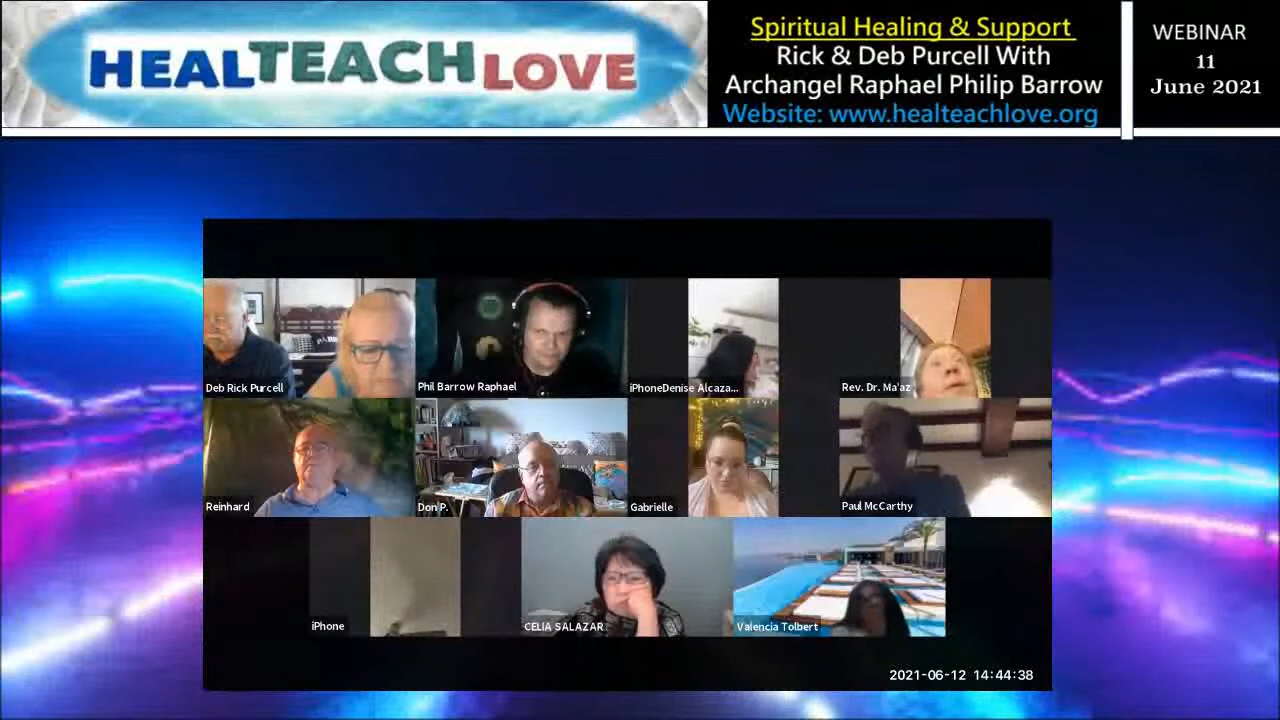 HEALTEACHLOVE
Spiritual Healing & Support
Rick & Deb Purcell With
Archangel Raphael Philip Barrow
Website: www.healteachlove.org
WEBINAR
11
June 2021
Deb Rick Purcell
Phil Barrow Raphael
iPhoneDenise Alcaza...
Rev. Dr. Ma'az
Reinhard
Don P.
Gabrielle
Paul McCarthy
iPhone
CELIA SALAZAR
Valencia Tolbert
2021-06-12 14:44:38